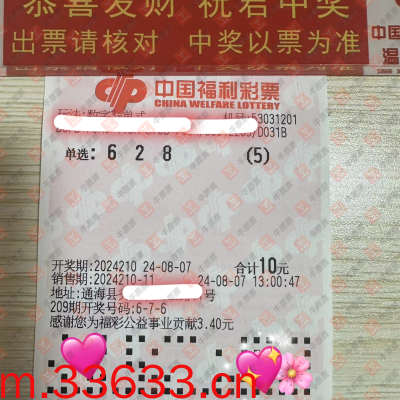 恭喜发财 祝君中奖
出票请核对 中奖以票为准
中国福利彩票
CHINA WELFARE LOTTERY
53031201
D031B
单选: 6 2 8 (5)
开奖期:2024210 24-08-07 合计10元
销售期:2024210-11 24-08-07 13:00:47
地址:通海县 号
209期开奖号码:6-7-6
感谢您为福彩公益事业贡献3.40元
m.33633.cn